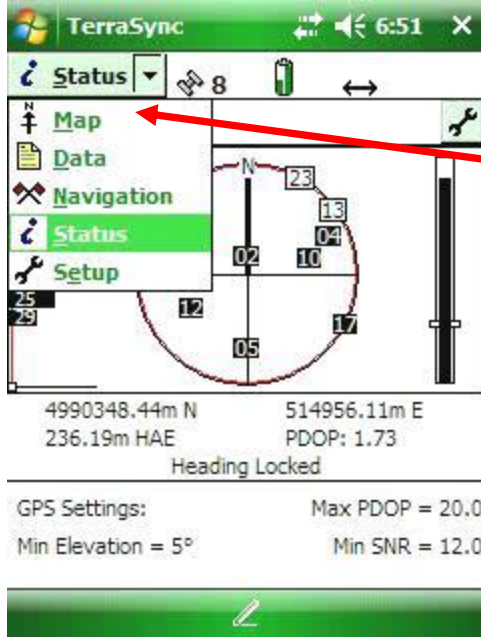 TerraSync 6:51
Status 8
Map
Data
Navigation
Status
Setup
N
23
13
04
02
10
25
29
12
17
05
4990348.44m N 514956.11m E
236.19m HAE PDOP: 1.73
Heading Locked
GPS Settings: Max PDOP = 20.0
Min Elevation = 5° Min SNR = 12.0